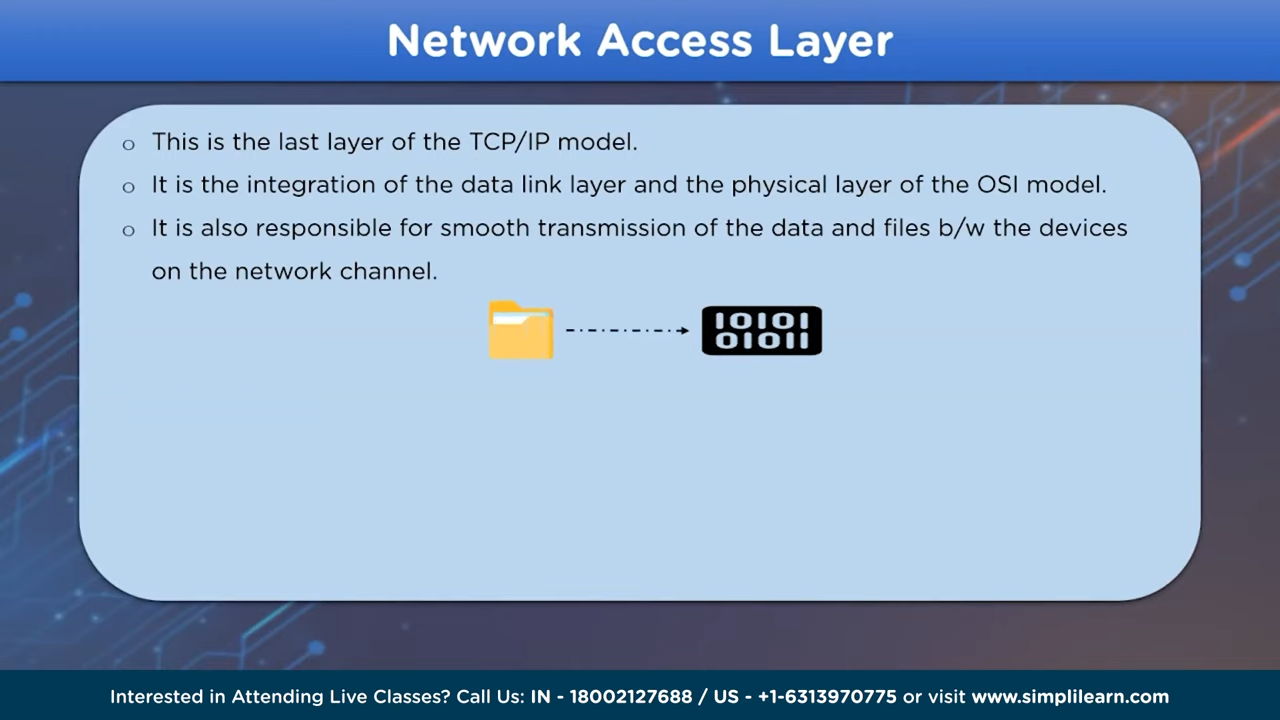 Network Access Layer
o This is the last layer of the TCP/IP model.
o It is the integration of the data link layer and the physical layer of the OSI model.
o It is also responsible for smooth transmission of the data and files b/w the devices
on the network channel.
10101
01011
Interested in Attending Live Classes? Call Us: IN - 18002127688 / US - +1-6313970775 or visit www.simplilearn.com